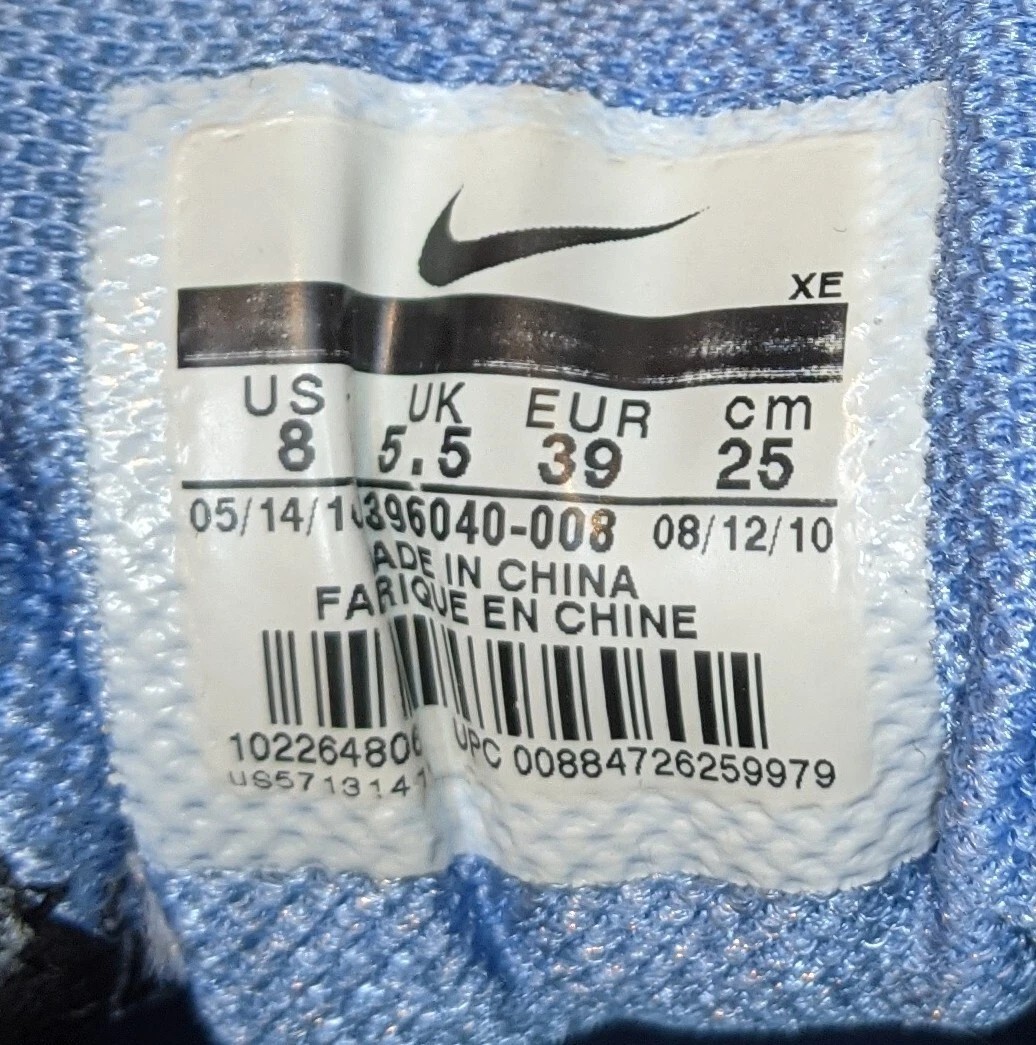 XE
US UK EUR cm
8 5.5 39 25
05/14/1 396040-008 08/12/10
ADE IN CHINA
FARIQUE EN CHINE
102264806 UPC 00884726259979
US5713141